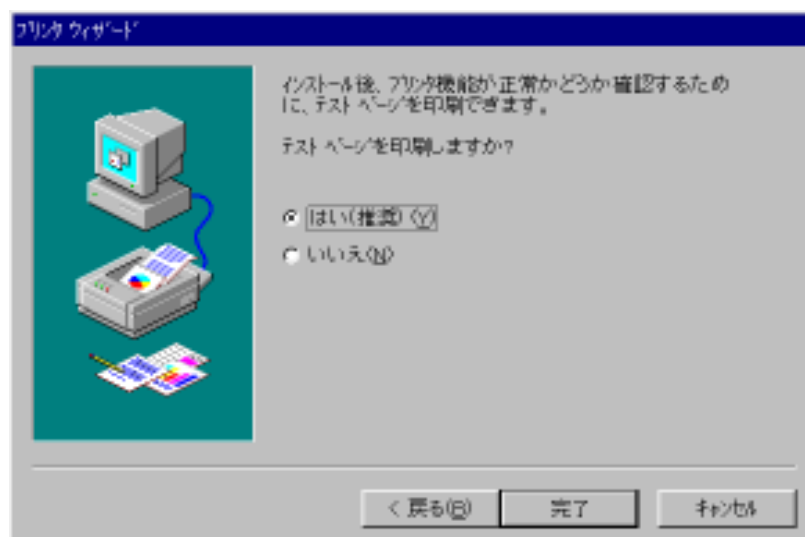 プリンタ ウィザード
インストール後、プリンタ機能が正常かどうか確認するため
に、テスト ページを印刷できます。
テスト ページを印刷しますか?
はい(推奨)(Y)
いいえ(N)
< 戻る(B)
完了
キャンセル